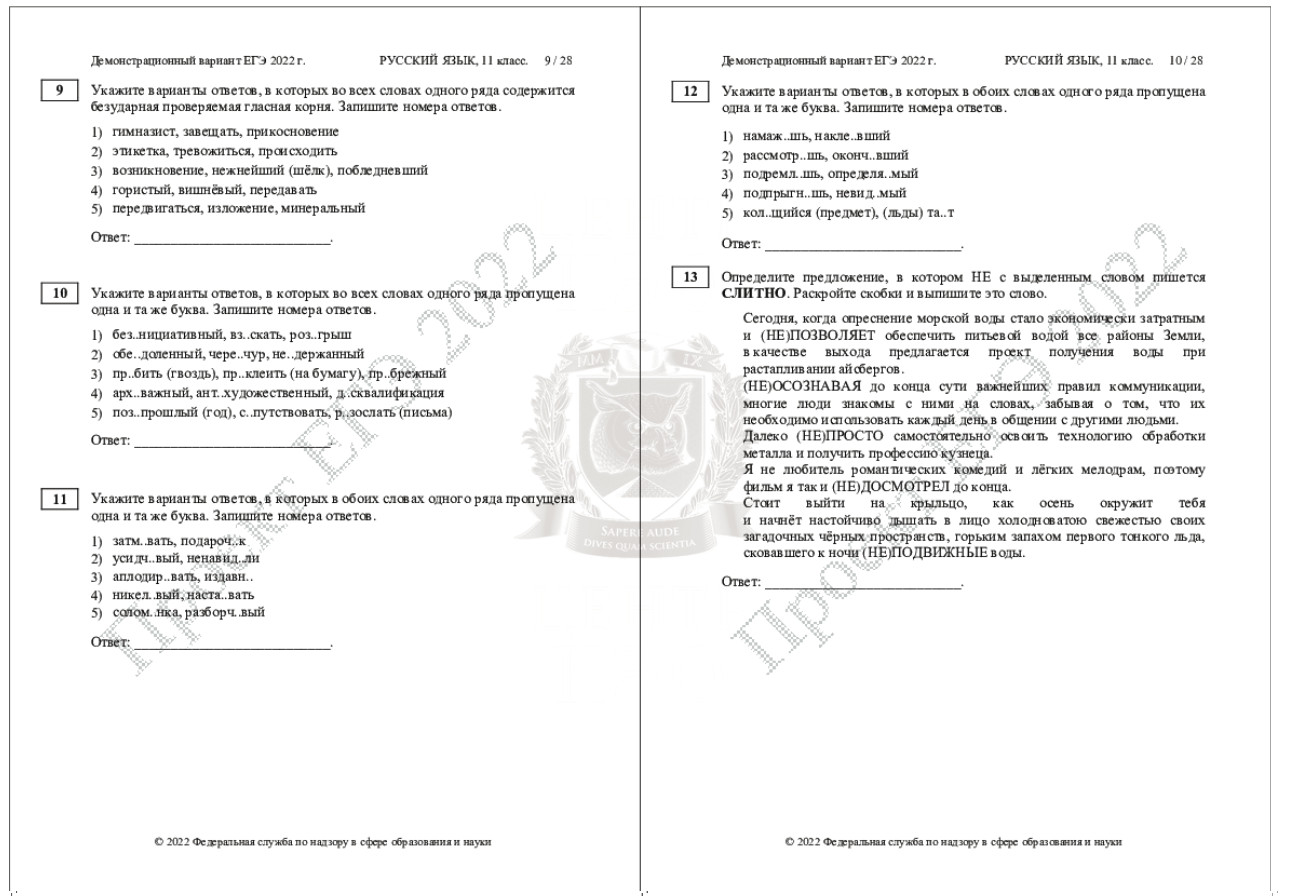 Демонстрационный вариант ЕГЭ 2022 г. РУССКИЙ ЯЗЫК, 11 класс. 9 / 28
9 Укажите варианты ответов, в которых во всех словах одного ряда содержится
безударная проверяемая гласная корня. Запишите номера ответов.
1) гимназист, завещать, прикосновение
2) этикетка, тревожиться, происходить
3) возникновение, нежнейший (шёлк), побледневший
4) гористый, вишнёвый, передавать
5) передвигаться, изложение, минеральный
Ответ: ___________________________.
10 Укажите варианты ответов, в которых во всех словах одного ряда пропущена
одна и та же буква. Запишите номера ответов.
1) без..нициативный, вз..скать, роз..грыш
2) обе..доленный, чере..чур, не..держанный
3) пр..бить (гвоздь), пр..клеить (на бумагу), пр..брежный
4) арх..важный, ант..художественный, д..сквалификация
5) поз..прошлый (год), с..путствовать, р..зослать (письма)
Ответ: ___________________________.
11 Укажите варианты ответов, в которых в обоих словах одного ряда пропущена
одна и та же буква. Запишите номера ответов.
1) затм..вать, подароч..к
2) усидч..вый, ненавид..ли
3) аплодир..вать, издавн..
4) никел..вый, наста..вать
5) солом..нка, разборч..вый
Ответ: ___________________________.
© 2022 Федеральная служба по надзору в сфере образования и науки
Демонстрационный вариант ЕГЭ 2022 г. РУССКИЙ ЯЗЫК, 11 класс. 10 / 28
12 Укажите варианты ответов, в которых в обоих словах одного ряда пропущена
одна и та же буква. Запишите номера ответов.
1) намаж..шь, накле..вший
2) рассмотр..шь, оконч..вший
3) подремл..шь, определя..мый
4) подпрыгн..шь, невид..мый
5) кол..щийся (предмет), (льды) та..т
Ответ: ___________________________.
13 Определите предложение, в котором НЕ с выделенным словом пишется
СЛИТНО. Раскройте скобки и выпишите это слово.
Сегодня, когда опреснение морской воды стало экономически затратным
и (НЕ)ПОЗВОЛЯЕТ обеспечить питьевой водой все районы Земли,
в качестве выхода предлагается проект получения воды при
растапливании айсбергов.
(НЕ)ОСОЗНАВАЯ до конца сути важнейших правил коммуникации,
многие люди знакомы с ними на словах, забывая о том, что их
необходимо использовать каждый день в общении с другими людьми.
Далеко (НЕ)ПРОСТО самостоятельно освоить технологию обработки
металла и получить профессию кузнеца.
Я не любитель романтических комедий и лёгких мелодрам, поэтому
фильм я так и (НЕ)ДОСМОТРЕЛ до конца.
Стоит выйти на крыльцо, как осень окружит тебя
и начнёт настойчиво дышать в лицо холодноватою свежестью своих
загадочных чёрных пространств, горьким запахом первого тонкого льда,
сковавшего к ночи (НЕ)ПОДВИЖНЫЕ воды.
Ответ: ___________________________.
© 2022 Федеральная служба по надзору в сфере образования и науки
Проект ЕГЭ 2022
Проект ЕГЭ 2022
SAPERE AUDE
DIVES QUAM SCIENTIA